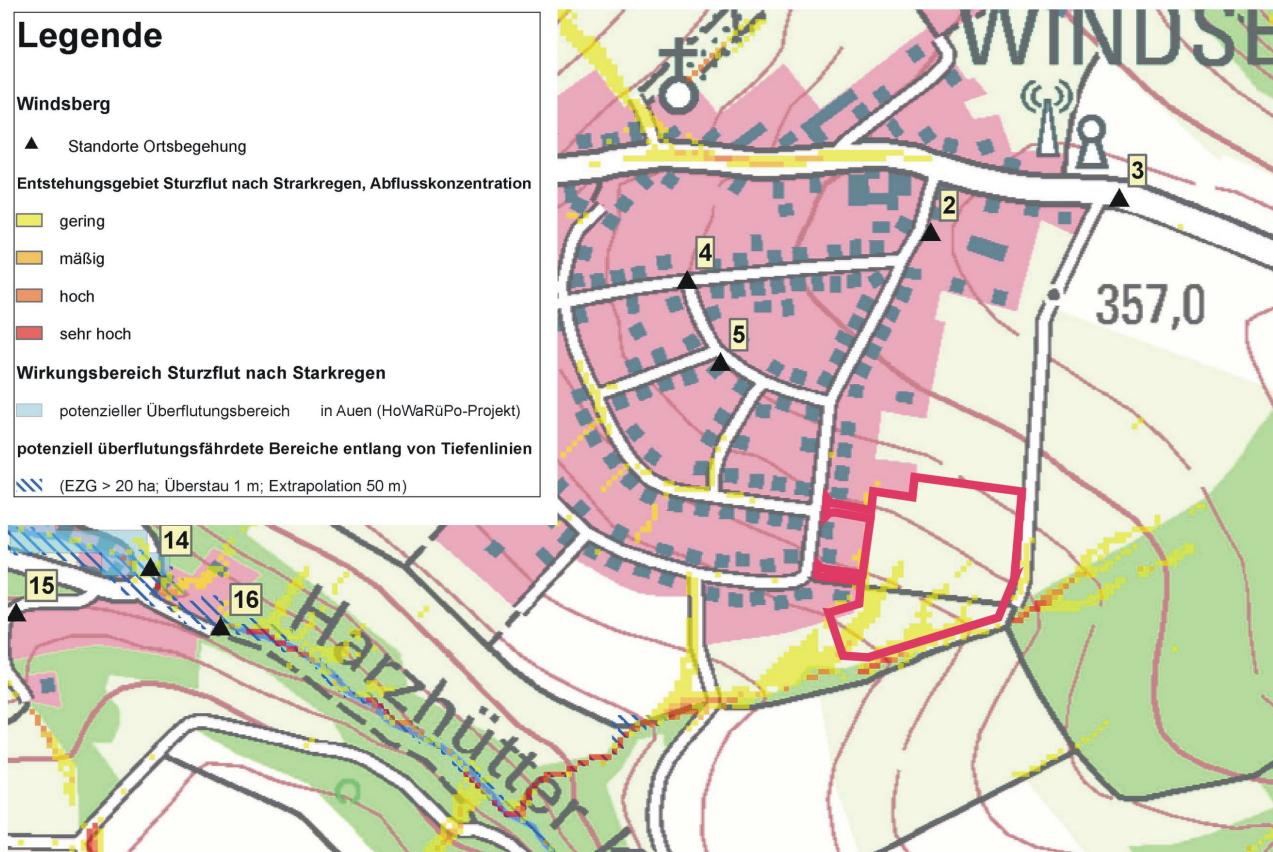 Legende
Windsberg
Standorte Ortsbegehung
Entstehungsgebiet Sturzflut nach Strarkregen, Abflusskonzentration
gering
mäßig
hoch
sehr hoch
Wirkungsbereich Sturzflut nach Starkregen
potenzieller Überflutungsbereich in Auen (HoWaRüPo-Projekt)
potenziell überflutungsfährdete Bereiche entlang von Tiefenlinien
(EZG > 20 ha; Überstau 1 m; Extrapolation 50 m)
WINDSB
3
2
4
357,0
5
14
15
16
Harzhütter